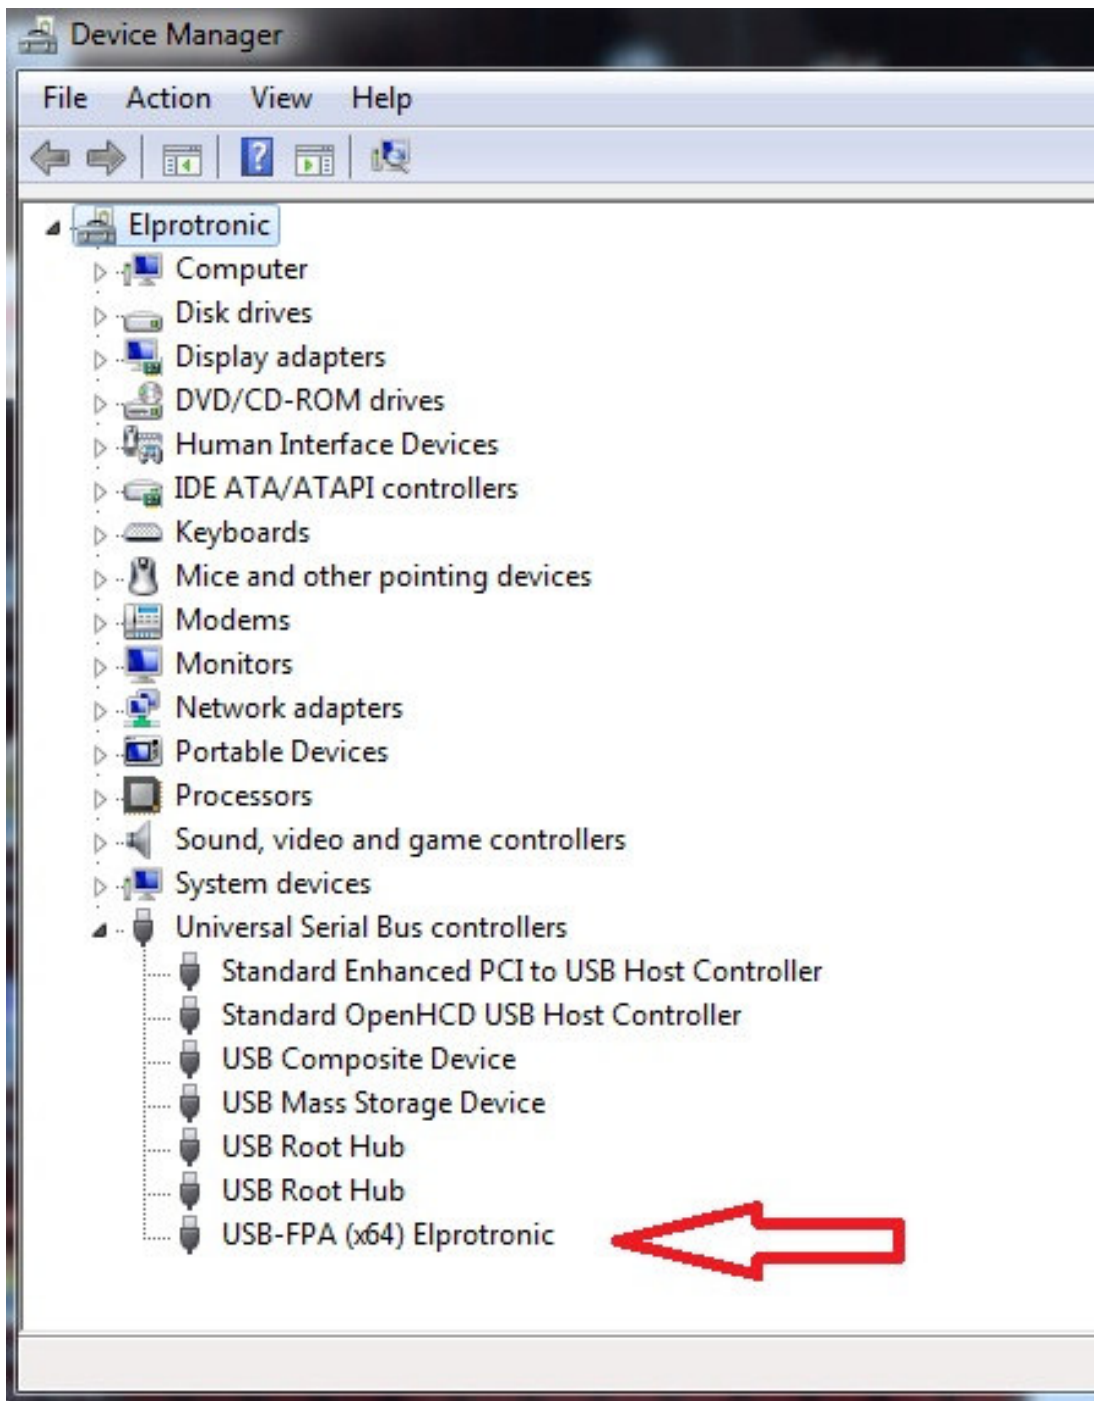 Device Manager
File Action View Help
?
Elprotronic
Computer
Disk drives
Display adapters
DVD/CD-ROM drives
Human Interface Devices
IDE ATA/ATAPI controllers
Keyboards
Mice and other pointing devices
Modems
Monitors
Network adapters
Portable Devices
Processors
Sound, video and game controllers
System devices
Universal Serial Bus controllers
Standard Enhanced PCI to USB Host Controller
Standard OpenHCD USB Host Controller
USB Composite Device
USB Mass Storage Device
USB Root Hub
USB Root Hub
USB-FPA (x64) Elprotronic